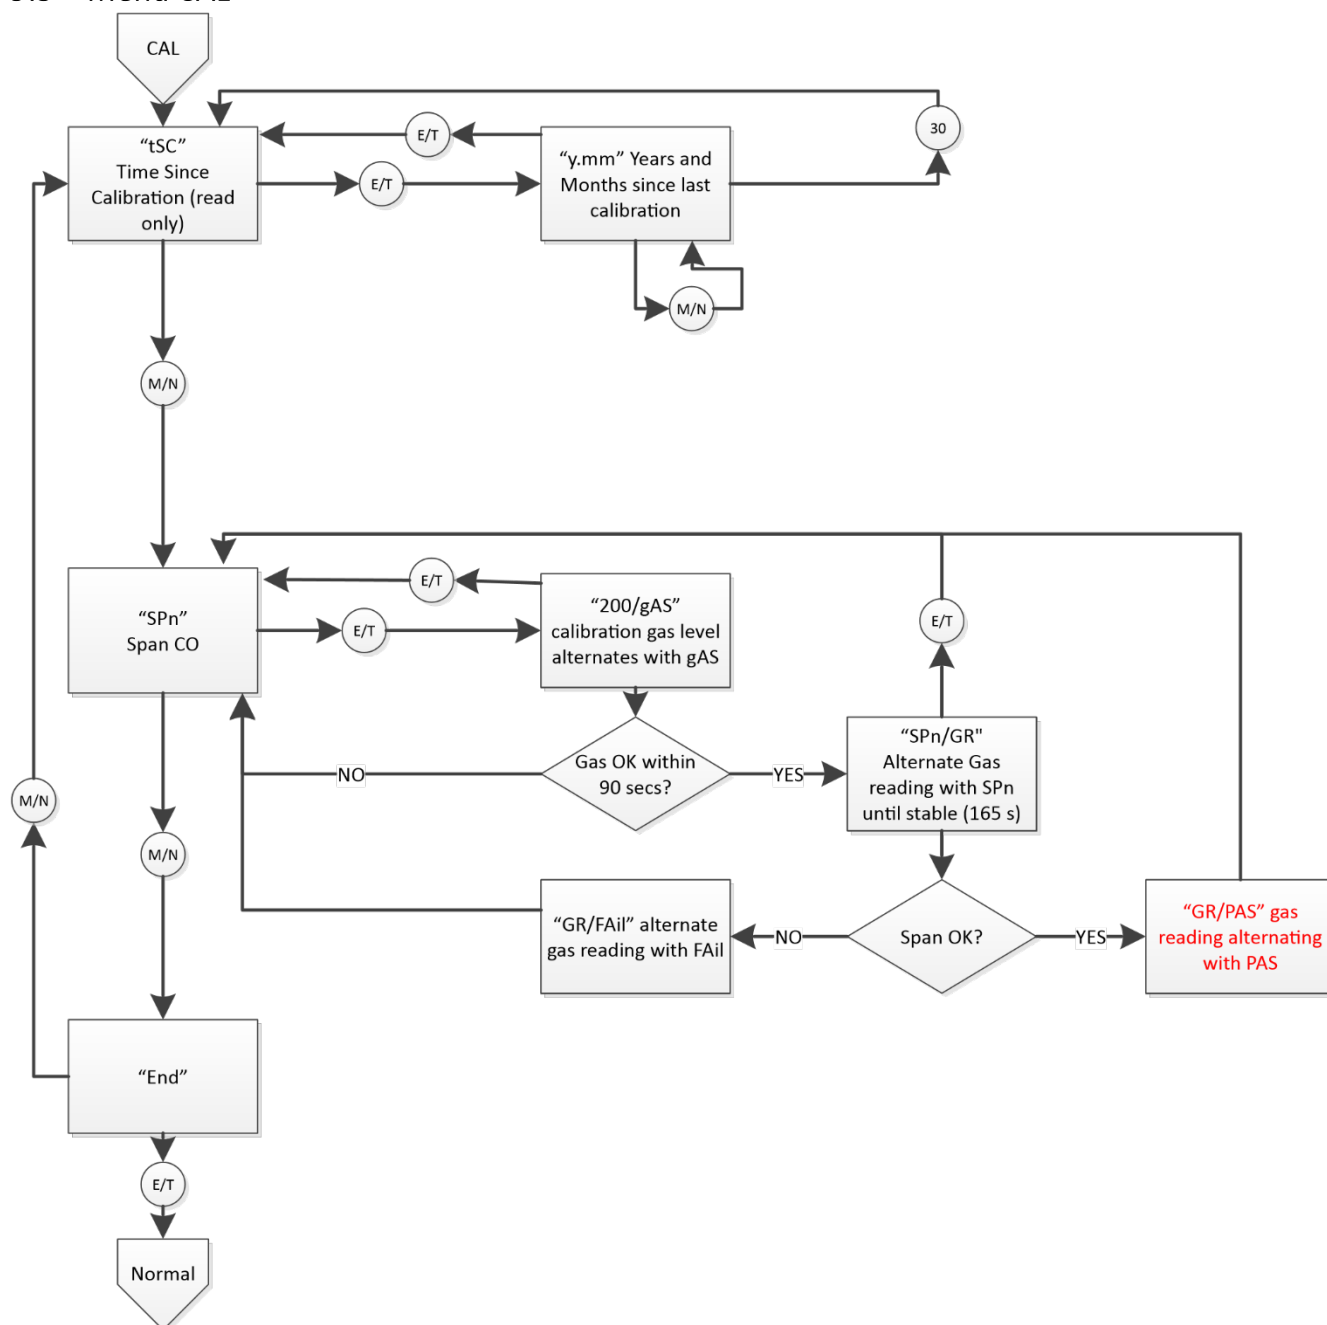 CAL
30
E/T
“tSC”
Time Since
Calibration (read
only)
“y.mm” Years and
Months since last
calibration
E/T
M/N
M/N
“SPn”
Span CO
E/T
E/T
“200/gAS”
calibration gas level
alternates with gAS
E/T
“SPn/GR"
Alternate Gas
reading with SPn
until stable (165 s)
Gas OK within
90 secs?
NO
YES
M/N
M/N
“GR/FAil” alternate
gas reading with FAil
NO
Span OK?
YES
“GR/PAS” gas
reading alternating
with PAS
“End”
E/T
Normal